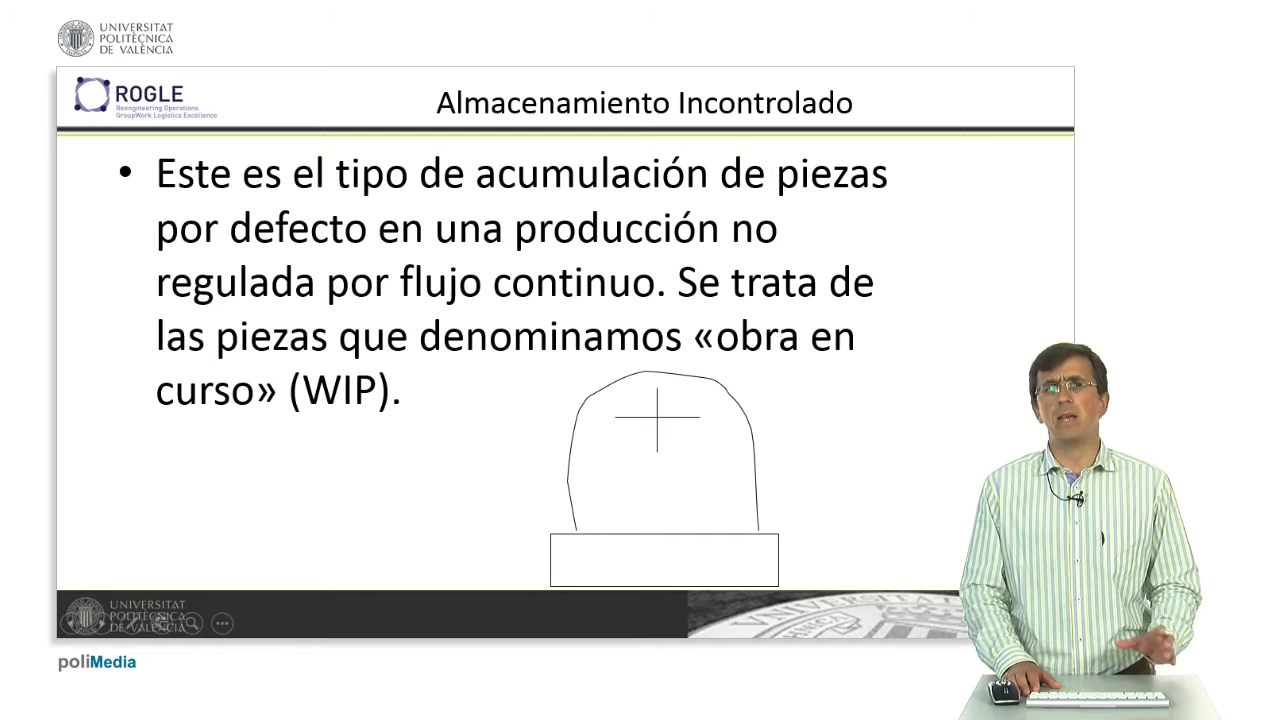 UNIVERSITAT
POLITÈCNICA
DE VALÈNCIA
ROGLE
Reengineering Operations
GroupWork Logistics Excellence
Almacenamiento Incontrolado
• Este es el tipo de acumulación de piezas
por defecto en una producción no
regulada por flujo continuo. Se trata de
las piezas que denominamos «obra en
curso» (WIP).
UNIVERSITAT
POLITÈCNICA
DE VALÈNCIA
poliMedia